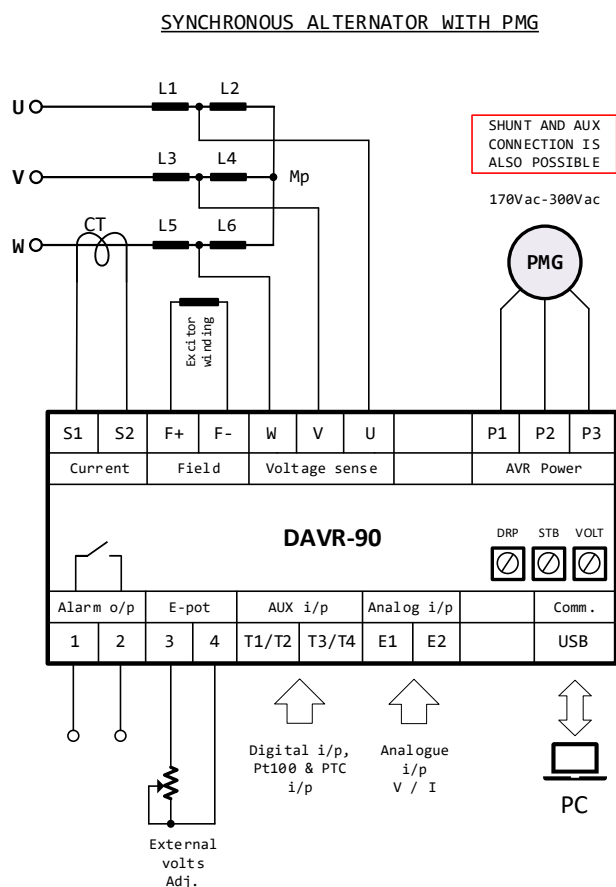 SYNCHRONOUS ALTERNATOR WITH PMG
L1 L2
U
SHUNT AND AUX
CONNECTION IS
ALSO POSSIBLE
L3 L4
V
Mp
170Vac-300Vac
CT
L5 L6
W
PMG
Excitor
winding
S1 S2 F+ F- W V U P1 P2 P3
Current Field Voltage sense AVR Power
DAVR-90
DRP STB VOLT
Alarm o/p E-pot AUX i/p Analog i/p Comm.
1 2 3 4 T1/T2 T3/T4 E1 E2 USB
Digital i/p,
Pt100 & PTC
i/p
Analogue
i/p
V / I
PC
External
volts
Adj.